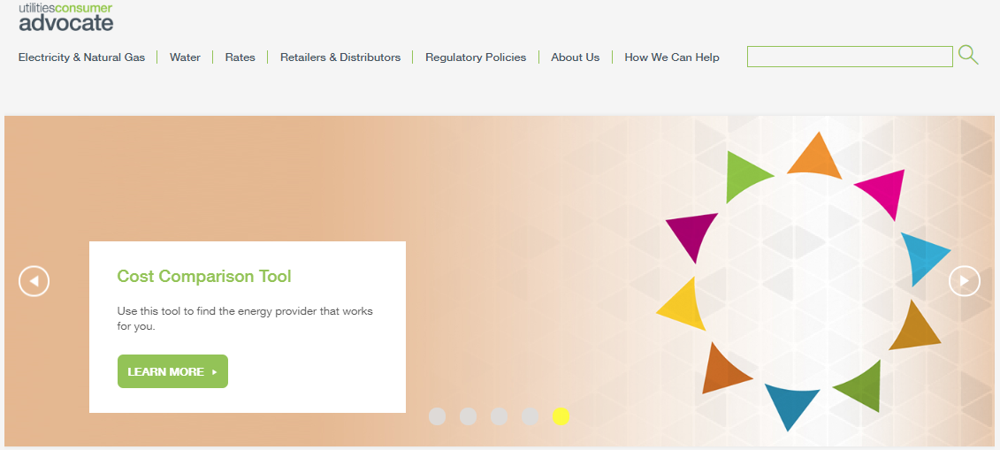 utilitiesconsumer
advocate
Electricity & Natural Gas
Water
Rates
Retailers & Distributors
Regulatory Policies
About Us
How We Can Help
Cost Comparison Tool
Use this tool to find the energy provider that works
for you.
LEARN MORE